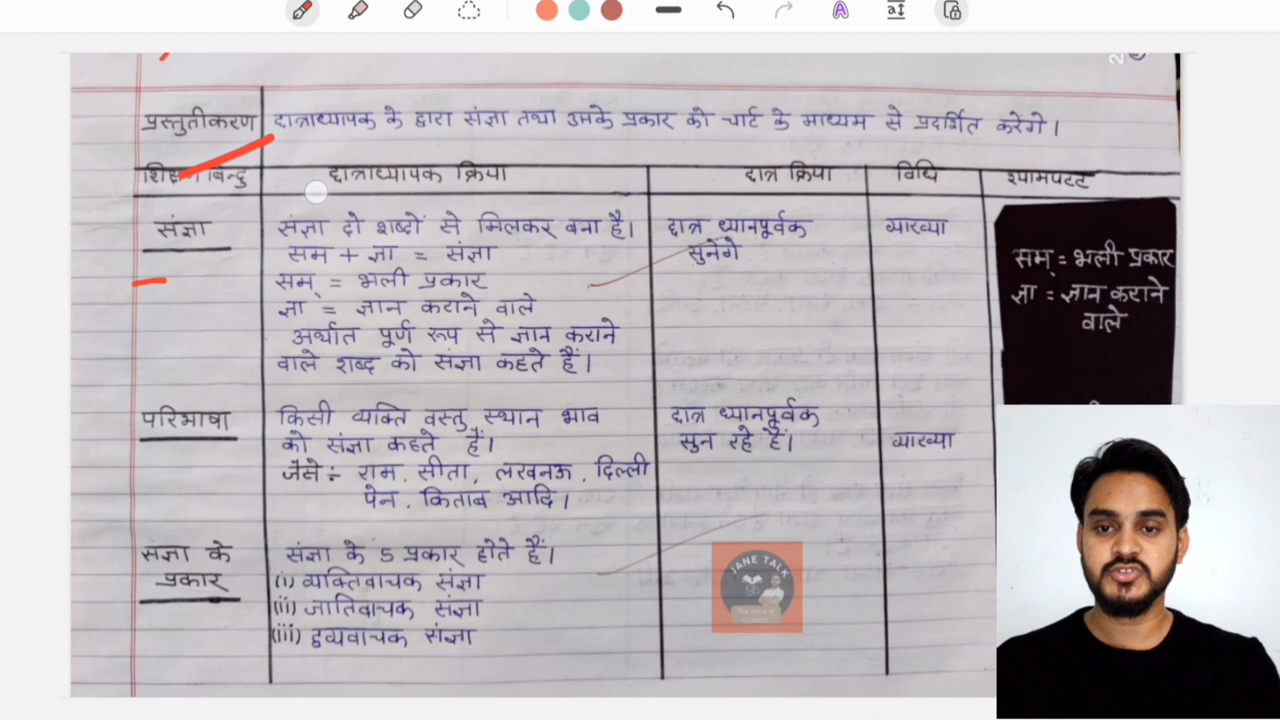 प्रस्तुतीकरण
छात्राध्यापक के द्वारा संज्ञा तथा उसके प्रकार को चार्ट के माध्यम से प्रदर्शित करेंगे।
बिन्दु
छात्राध्यापक क्रिया
छात्र क्रिया
विधि
श्यामपट्ट
संज्ञा
संज्ञा दो शब्दों से मिलकर बना है।
सम + ज्ञा = संज्ञा
सम् = भली प्रकार
ज्ञा = ज्ञान कराने वाले
अर्थात पूर्ण रूप से ज्ञान कराने
वाले शब्द को संज्ञा कहते हैं।
छात्र ध्यानपूर्वक
सुनेंगे
व्याख्या
सम् = भली प्रकार
ज्ञा = ज्ञान कराने
वाले
परिभाषा
किसी व्यक्ति वस्तु स्थान भाव
को संज्ञा कहते हैं।
जैसे :- राम, सीता, लखनऊ, दिल्ली
पेन, किताब आदि।
छात्र ध्यानपूर्वक
सुन रहे हैं।
व्याख्या
संज्ञा के
प्रकार
संज्ञा के 5 प्रकार होते हैं।
(i) व्यक्तिवाचक संज्ञा
(ii) जातिवाचक संज्ञा
(iii) द्रव्यवाचक संज्ञा
JANE TALK